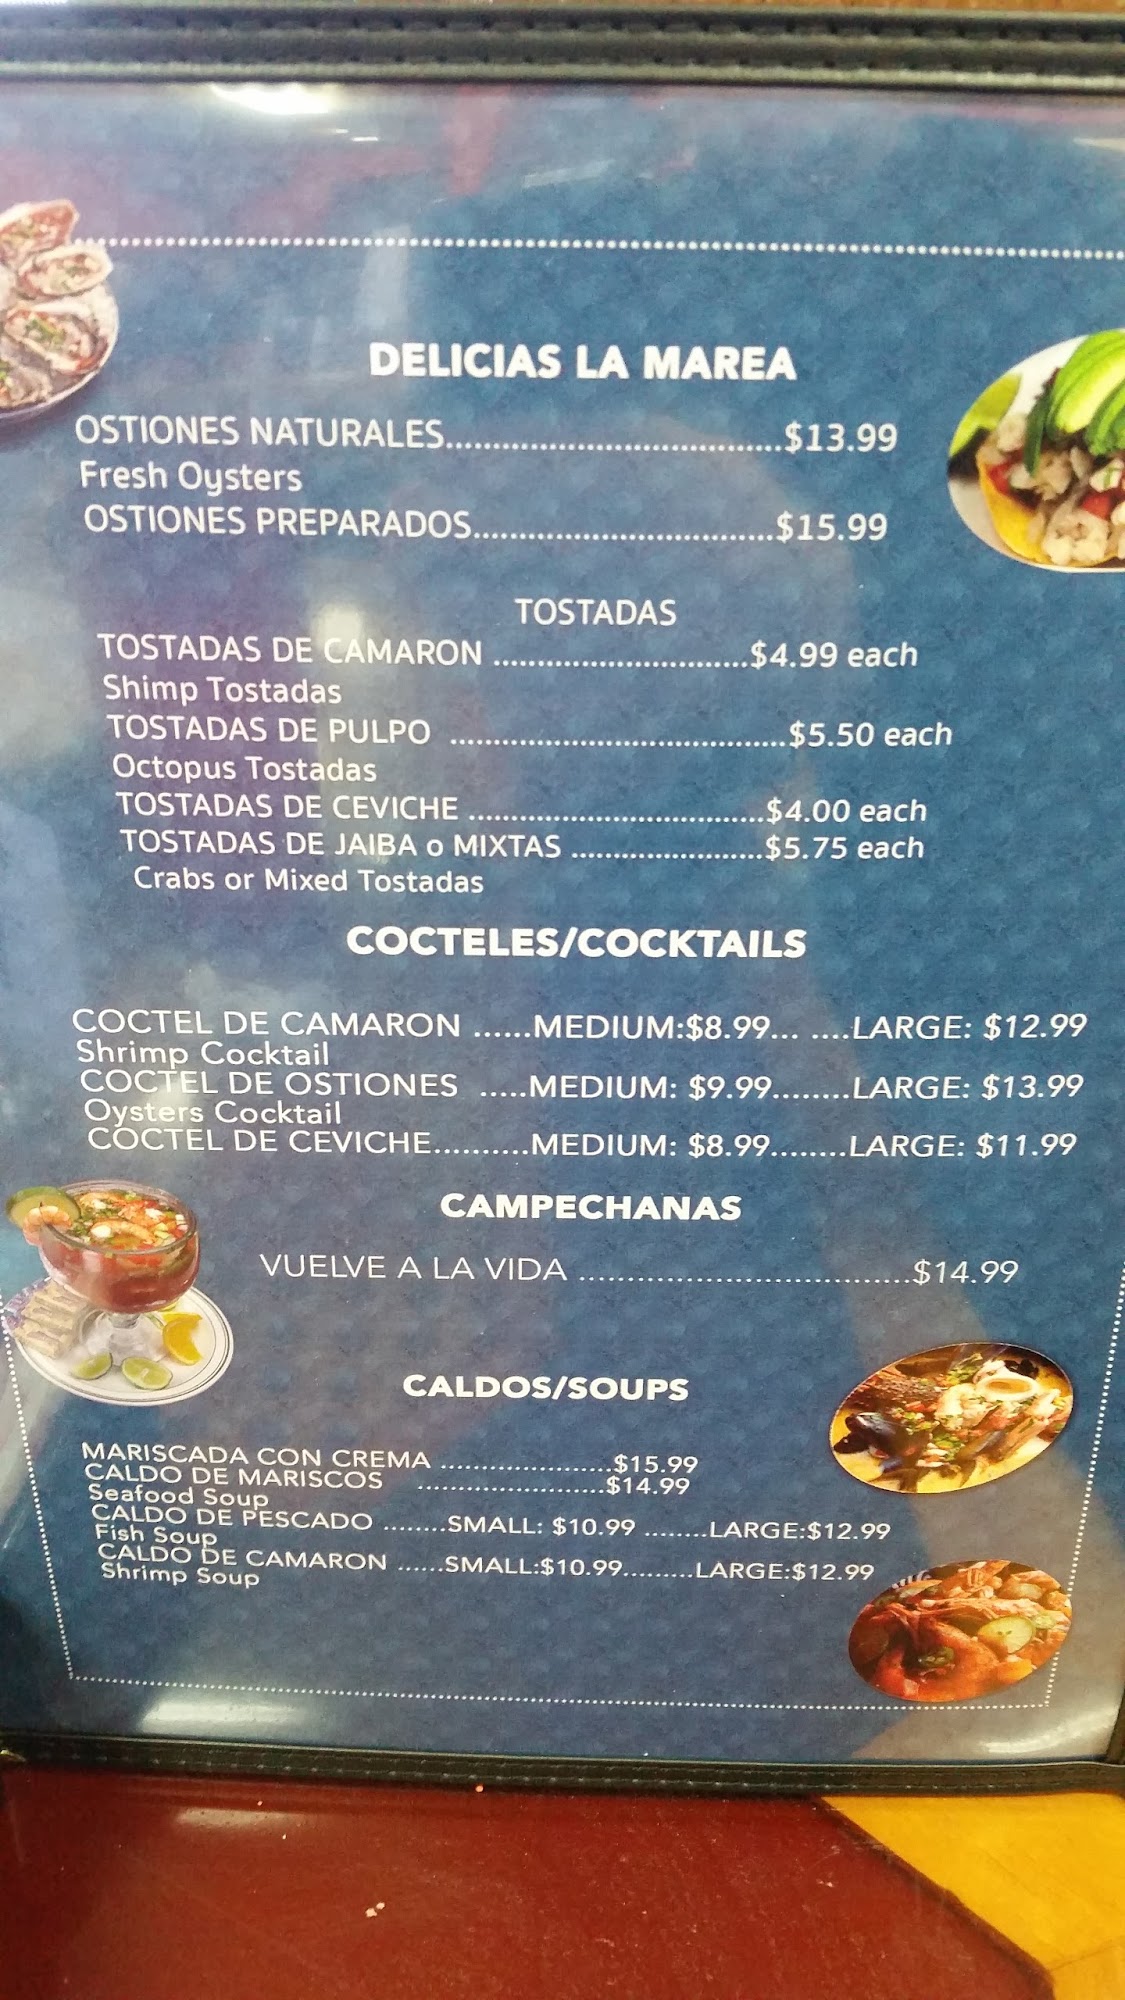 DELICIAS LA MAREA
OSTIONES NATURALES..................................$13.99
Fresh Oysters
OSTIONES PREPARADOS...............................$15.99
TOSTADAS
TOSTADAS DE CAMARON ...........................$4.99 each
Shimp Tostadas
TOSTADAS DE PULPO ...................................$5.50 each
Octopus Tostadas
TOSTADAS DE CEVICHE ...............................$4.00 each
TOSTADAS DE JAIBA o MIXTAS ....................$5.75 each
Crabs or Mixed Tostadas
COCTELES/COCKTAILS
COCTEL DE CAMARON ......MEDIUM:$8.99... ....LARGE: $12.99
Shrimp Cocktail
COCTEL DE OSTIONES .....MEDIUM: $9.99........LARGE: $13.99
Oysters Cocktail
COCTEL DE CEVICHE..........MEDIUM: $8.99........LARGE: $11.99
CAMPECHANAS
VUELVE A LA VIDA ..................................$14.99
CALDOS/SOUPS
MARISCADA CON CREMA ......................$15.99
CALDO DE MARISCOS ........................$14.99
Seafood Soup
CALDO DE PESCADO ........SMALL: $10.99 ........LARGE:$12.99
Fish Soup
CALDO DE CAMARON ......SMALL:$10.99.........LARGE:$12.99
Shrimp Soup